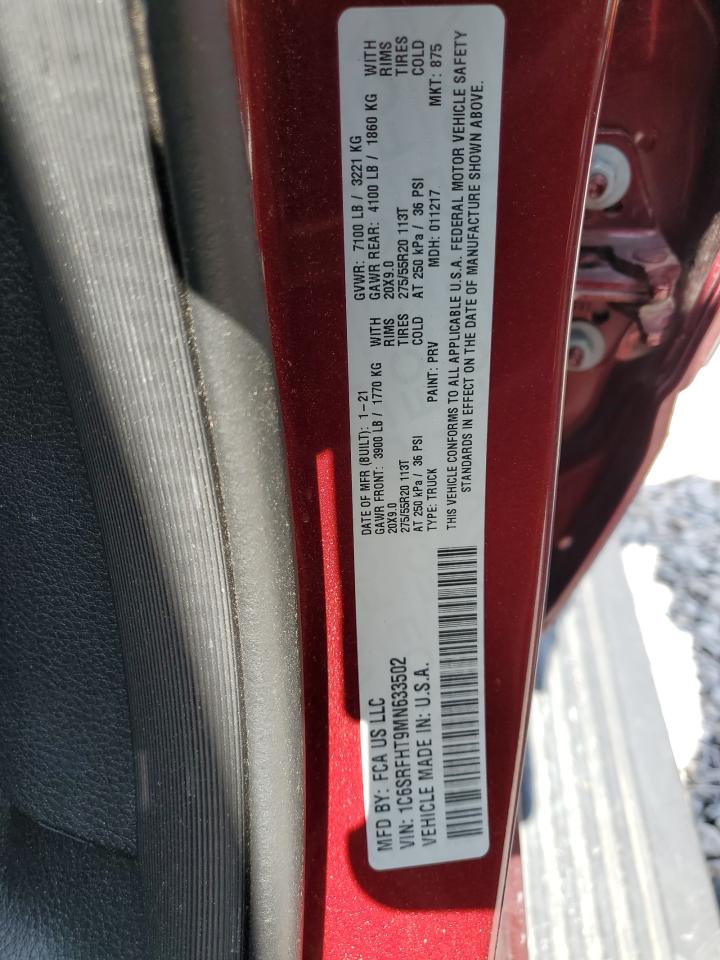 MFD BY: FCA US LLC
VIN: 1C6SRFHT9MN633502
VEHICLE MADE IN: U.S.A.
DATE OF MFR (BUILT): 1-21
GAWR FRONT: 3900 LB / 1770 KG WITH
20X9.0 RIMS
275/55R20 113T TIRES
AT 250 kPa / 36 PSI COLD
TYPE: TRUCK PAINT: PRV
GVWR: 7100 LB / 3221 KG
GAWR REAR: 4100 LB / 1860 KG WITH
20X9.0 RIMS
275/55R20 113T TIRES
AT 250 kPa / 36 PSI COLD
MDH: 011217 MKT: 875
THIS VEHICLE CONFORMS TO ALL APPLICABLE U.S.A. FEDERAL MOTOR VEHICLE SAFETY
STANDARDS IN EFFECT ON THE DATE OF MANUFACTURE SHOWN ABOVE.